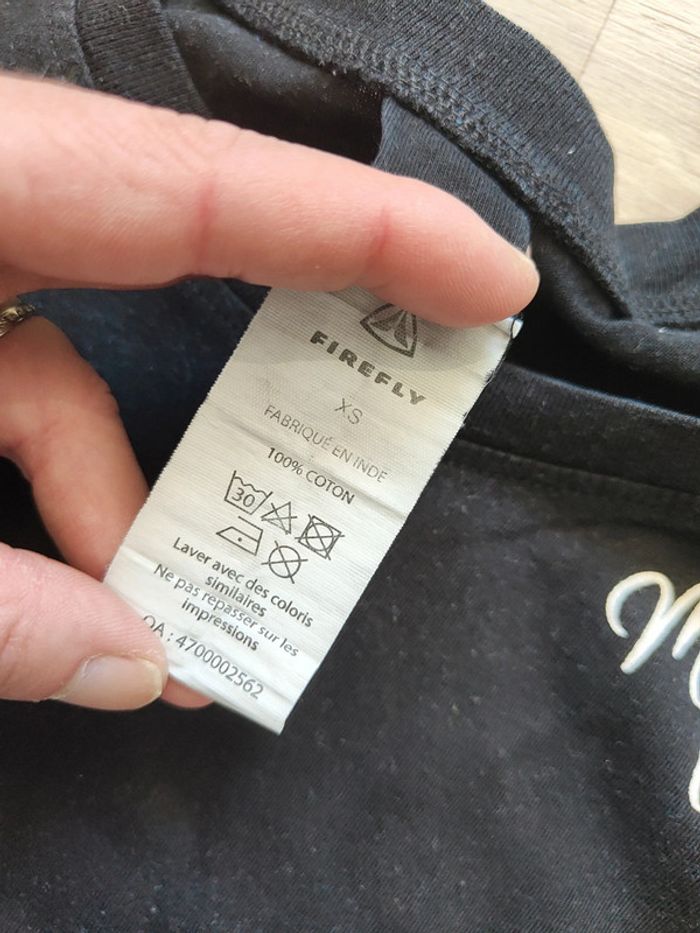 FIREFLY
XS
FABRIQUÉ EN INDE
100% COTON
30
Laver avec des coloris
similaires
Ne pas repasser sur les
impressions
OA : 4700002562